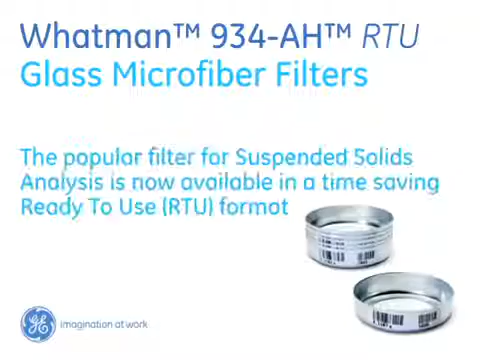 Whatman™ 934-AH™ RTU
Glass Microfiber Filters
The popular filter for Suspended Solids
Analysis is now available in a time saving
Ready To Use (RTU) format
imagination at work